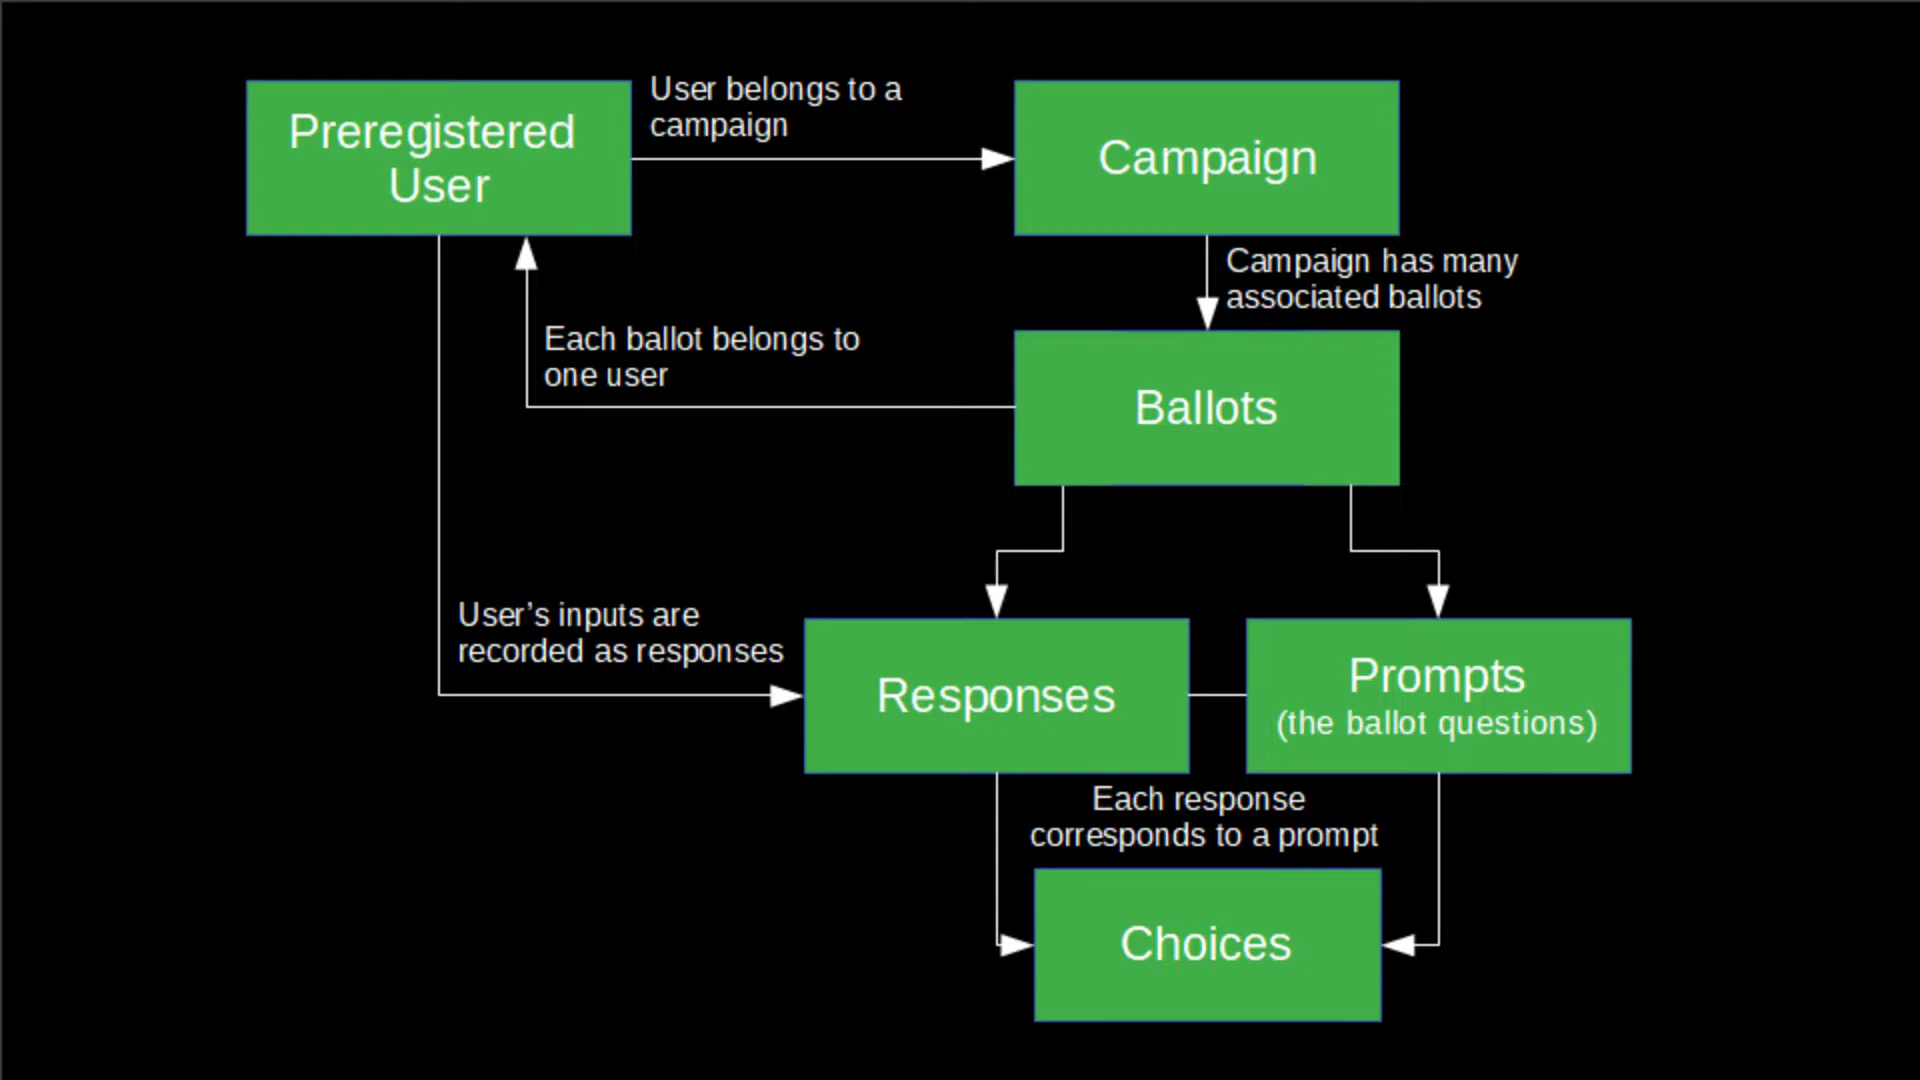 Preregistered
User
User belongs to a
campaign
Campaign
Campaign has many
associated ballots
Each ballot belongs to
one user
Ballots
User’s inputs are
recorded as responses
Responses
Prompts
(the ballot questions)
Each response
corresponds to a prompt
Choices